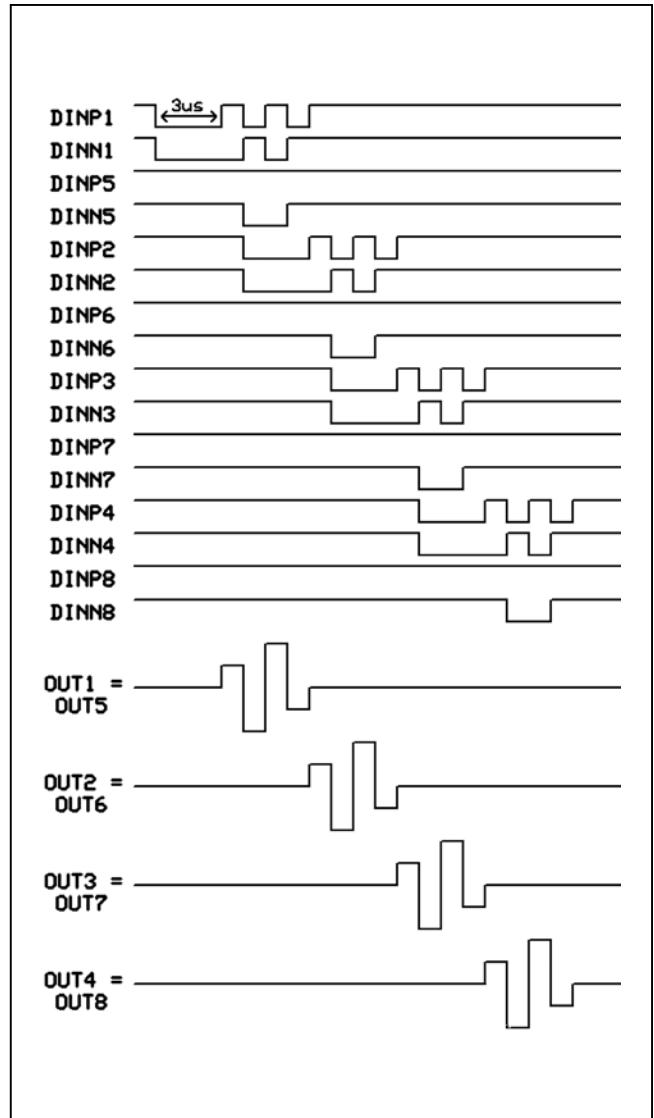 3us
DINP1
DINN1
DINP5
DINN5
DINP2
DINN2
DINP6
DINN6
DINP3
DINN3
DINP7
DINN7
DINP4
DINN4
DINP8
DINN8
OUT1 =
OUT5
OUT2 =
OUT6
OUT3 =
OUT7
OUT4 =
OUT8